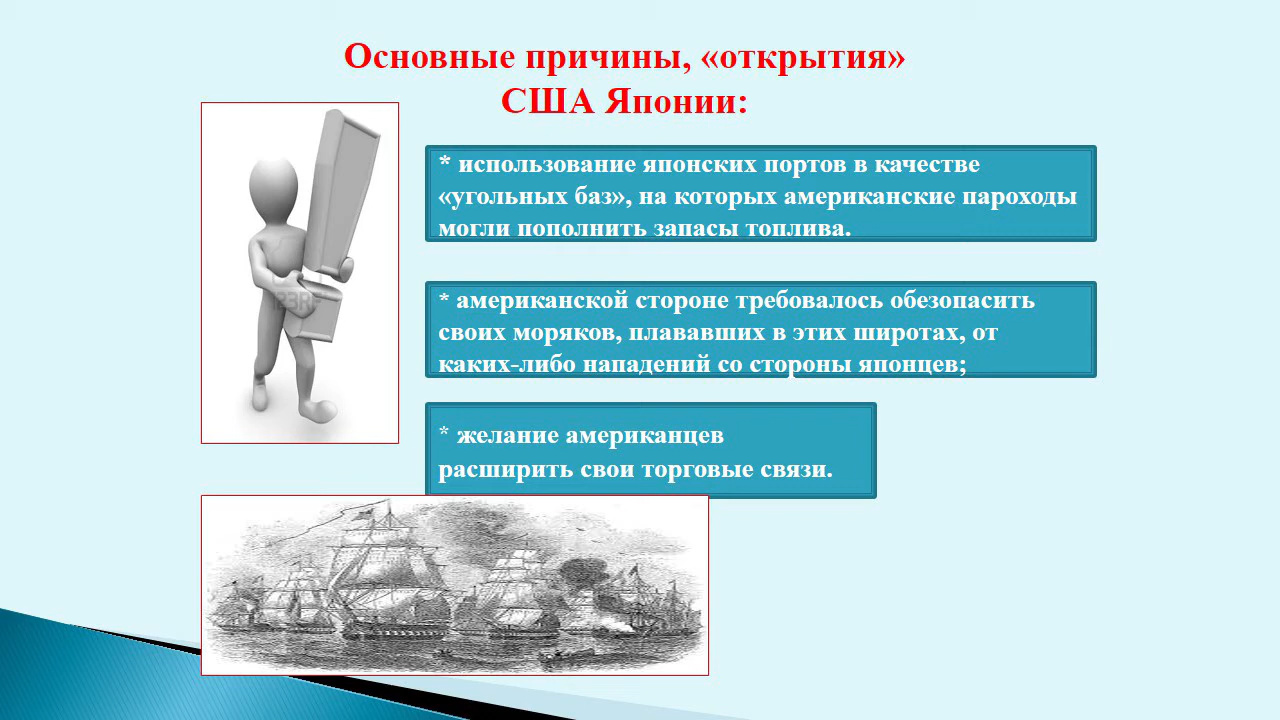 Основные причины, «открытия»
США Японии:
* использование японских портов в качестве
«угольных баз», на которых американские пароходы
могли пополнить запасы топлива.
* американской стороне требовалось обезопасить
своих моряков, плававших в этих широтах, от
каких-либо нападений со стороны японцев;
* желание американцев
расширить свои торговые связи.
123RF